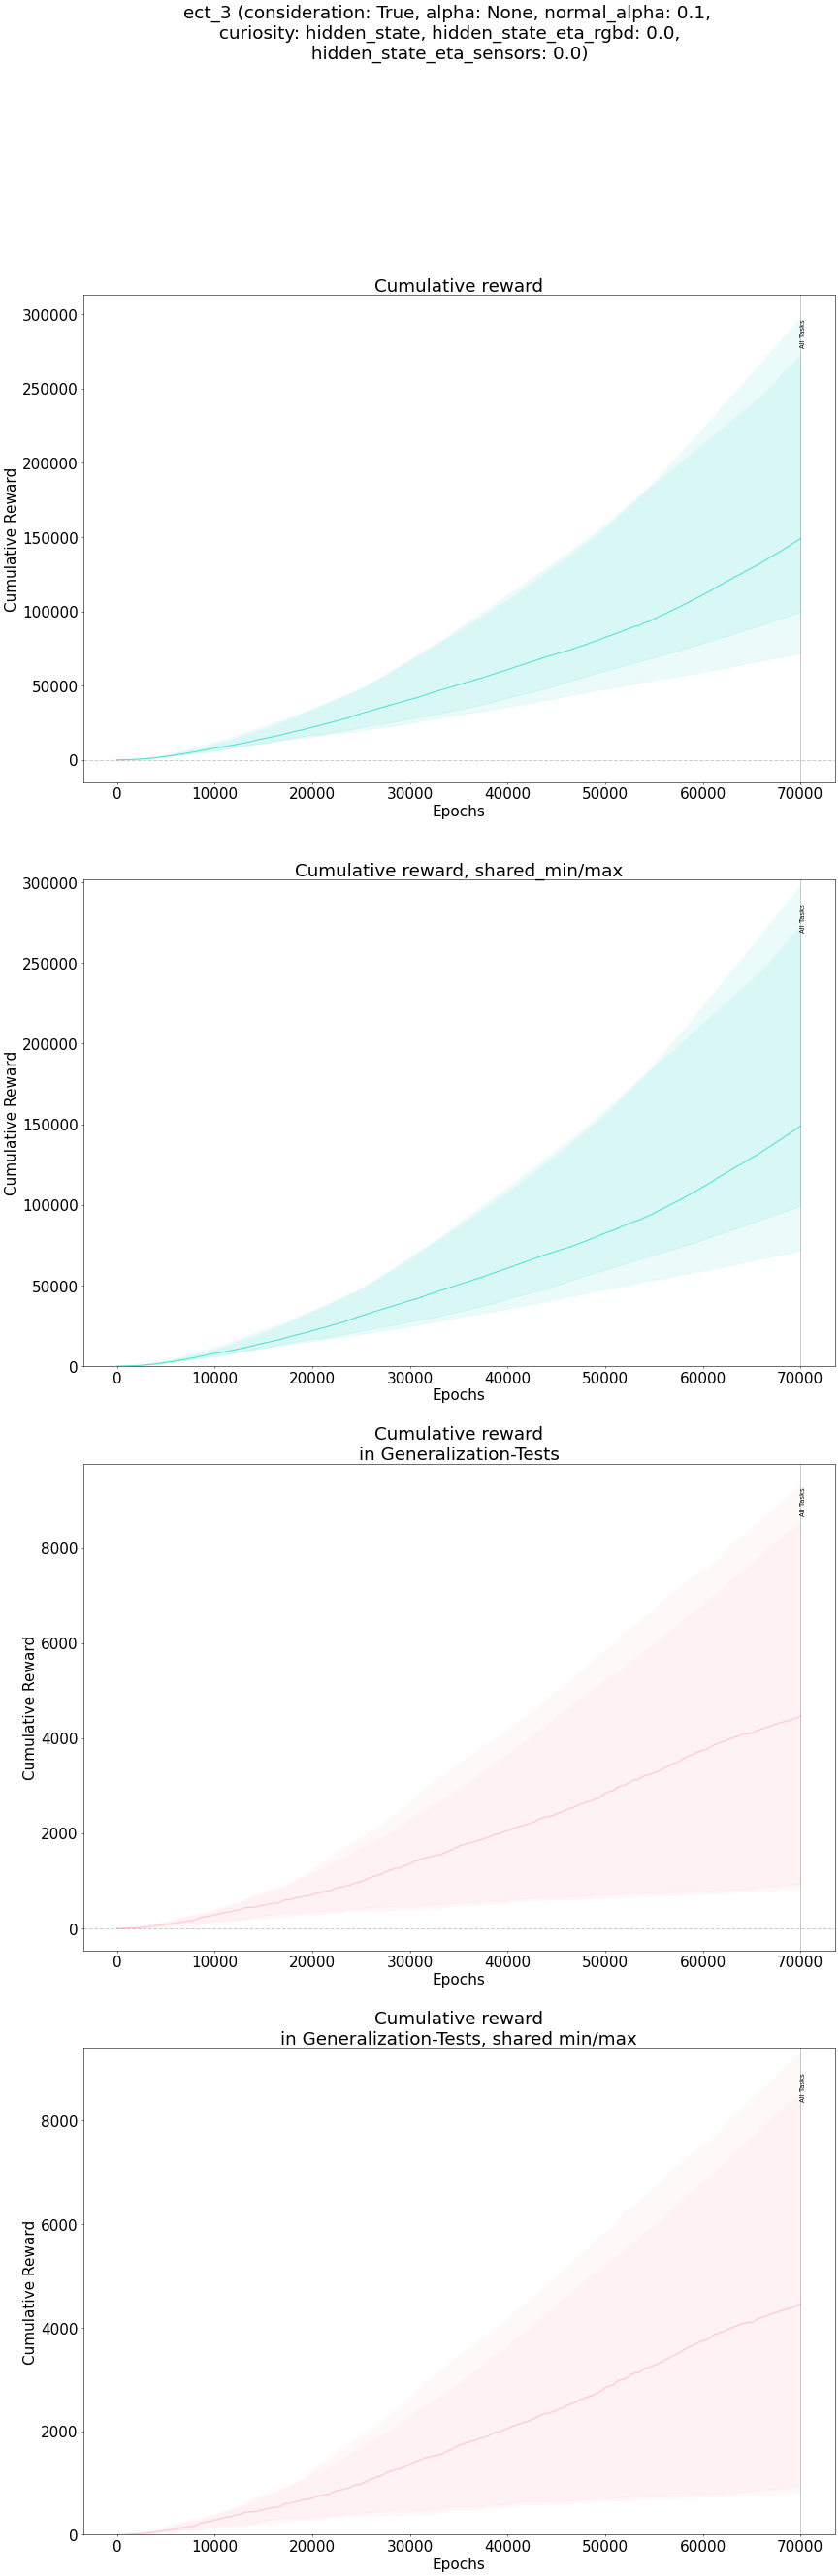 ect_3 (consideration: True, alpha: None, normal_alpha: 0.1,
curiosity: hidden_state, hidden_state_eta_rgbd: 0.0,
hidden_state_eta_sensors: 0.0)
Cumulative reward
300000
250000
200000
150000
100000
50000
0
Cumulative Reward
All Tasks
0 10000 20000 30000 40000 50000 60000 70000
Epochs
Cumulative reward, shared_min/max
300000
250000
200000
150000
100000
50000
0
Cumulative Reward
All Tasks
0 10000 20000 30000 40000 50000 60000 70000
Epochs
Cumulative reward
in Generalization-Tests
8000
6000
4000
2000
0
Cumulative Reward
All Tasks
0 10000 20000 30000 40000 50000 60000 70000
Epochs
Cumulative reward
in Generalization-Tests, shared min/max
8000
6000
4000
2000
0
Cumulative Reward
All Tasks
0 10000 20000 30000 40000 50000 60000 70000
Epochs